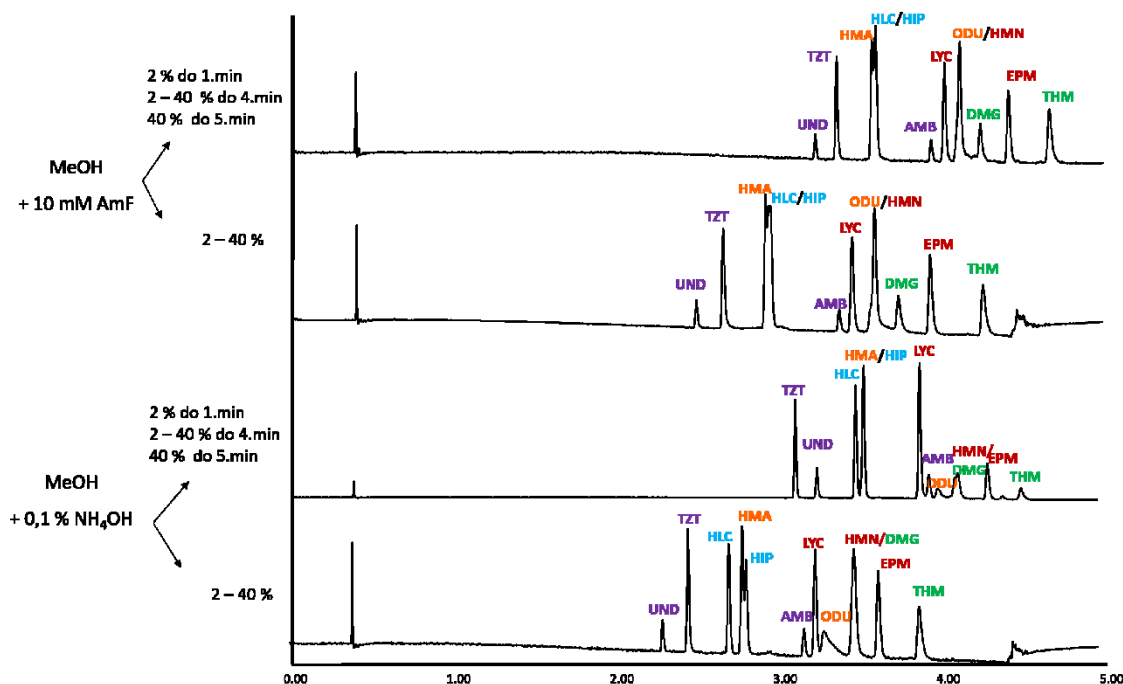 HLC/HIP
HMA
ODU/HMN
TZT
LYC
EPM
THM
UND
AMB
DMG
2 % do 1.min
2 – 40 % do 4.min
40 % do 5.min
MeOH
+ 10 mM AmF
HMA
HLC/HIP
ODU/HMN
TZT
LYC
EPM
THM
UND
AMB
DMG
2 – 40 %
LYC
HMA/HIP
HLC
TZT
UND
HMN/
AMB
EPM
DMG
ODU
THM
2 % do 1.min
2 – 40 % do 4.min
40 % do 5.min
MeOH
+ 0,1 % NH4OH
HMA
TZT
HLC
HIP
LYC
HMN/DMG
EPM
THM
UND
AMB
ODU
2 – 40%
0.00 1.00 2.00 3.00 4.00 5.00